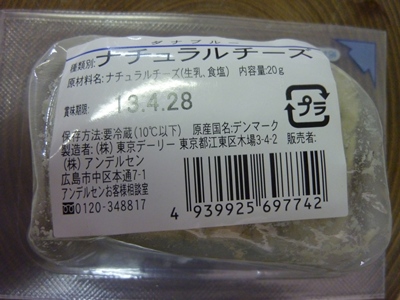 ダナブルー
種類別: ナチュラルチーズ
原材料名: ナチュラルチーズ(生乳、食塩) 内容量:20g
賞味期限: 13.4.28
プラ
保存方法:要冷蔵(10℃以下) 原産国名:デンマーク
製造者:(株)東京デーリー 東京都江東区木場3-4-2 販売者:
(株)アンデルセン
広島市中区本通7-1
アンデルセンお客様相談室
0120-348817
4 939925 697742